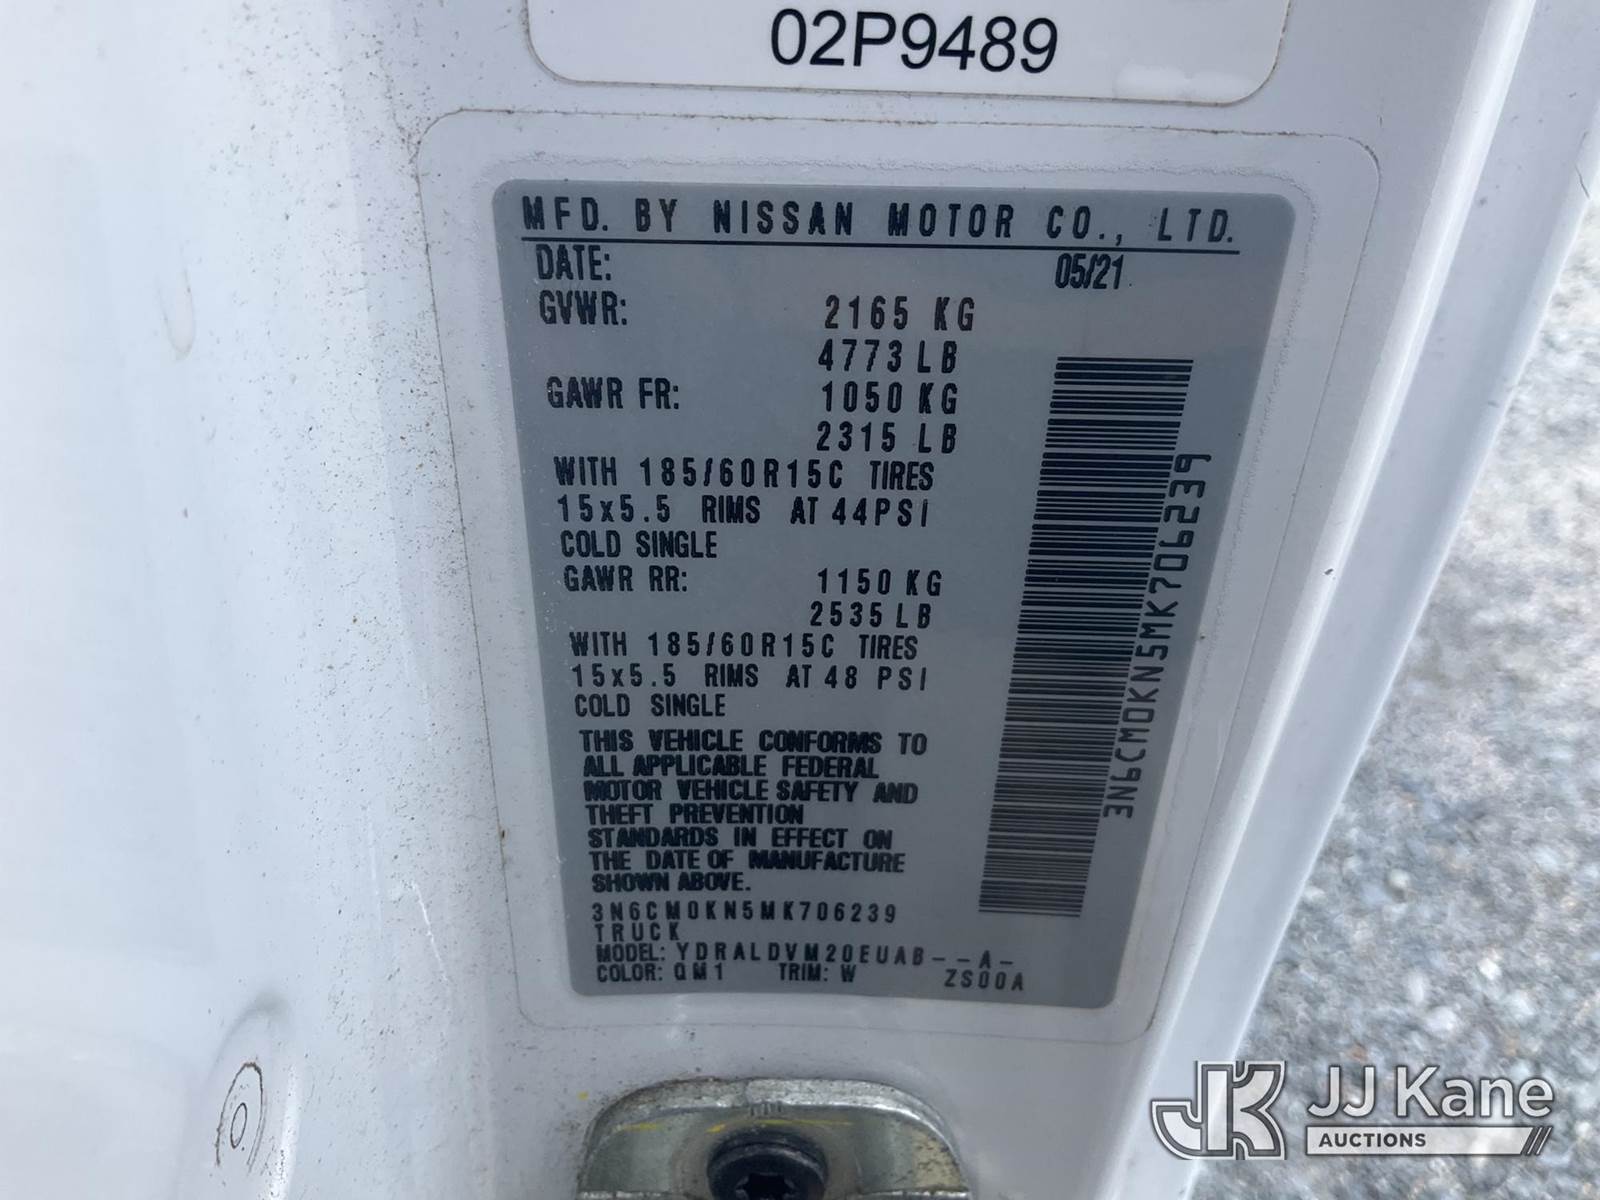 02P9489
MFD. BY NISSAN MOTOR CO., LTD.
DATE: 05/21
GVWR: 2165 KG
4773 LB
GAWR FR: 1050 KG
2315 LB
WITH 185/60R15C TIRES
15x5.5 RIMS AT 44PSI
COLD SINGLE
GAWR RR: 1150 KG
2535 LB
WITH 185/60R15C TIRES
15x5.5 RIMS AT 48 PSI
COLD SINGLE
THIS VEHICLE CONFORMS TO
ALL APPLICABLE FEDERAL
MOTOR VEHICLE SAFETY AND
THEFT PREVENTION
STANDARDS IN EFFECT ON
THE DATE OF MANUFACTURE
SHOWN ABOVE.
3N6CM0KN5MK706239
TRUCK
MODEL: YDRALDVM20EUAB--A-
COLOR: QM1 TRIM: W ZS00A
3N6CM0KN5MK706239
JK JJ Kane
AUCTIONS